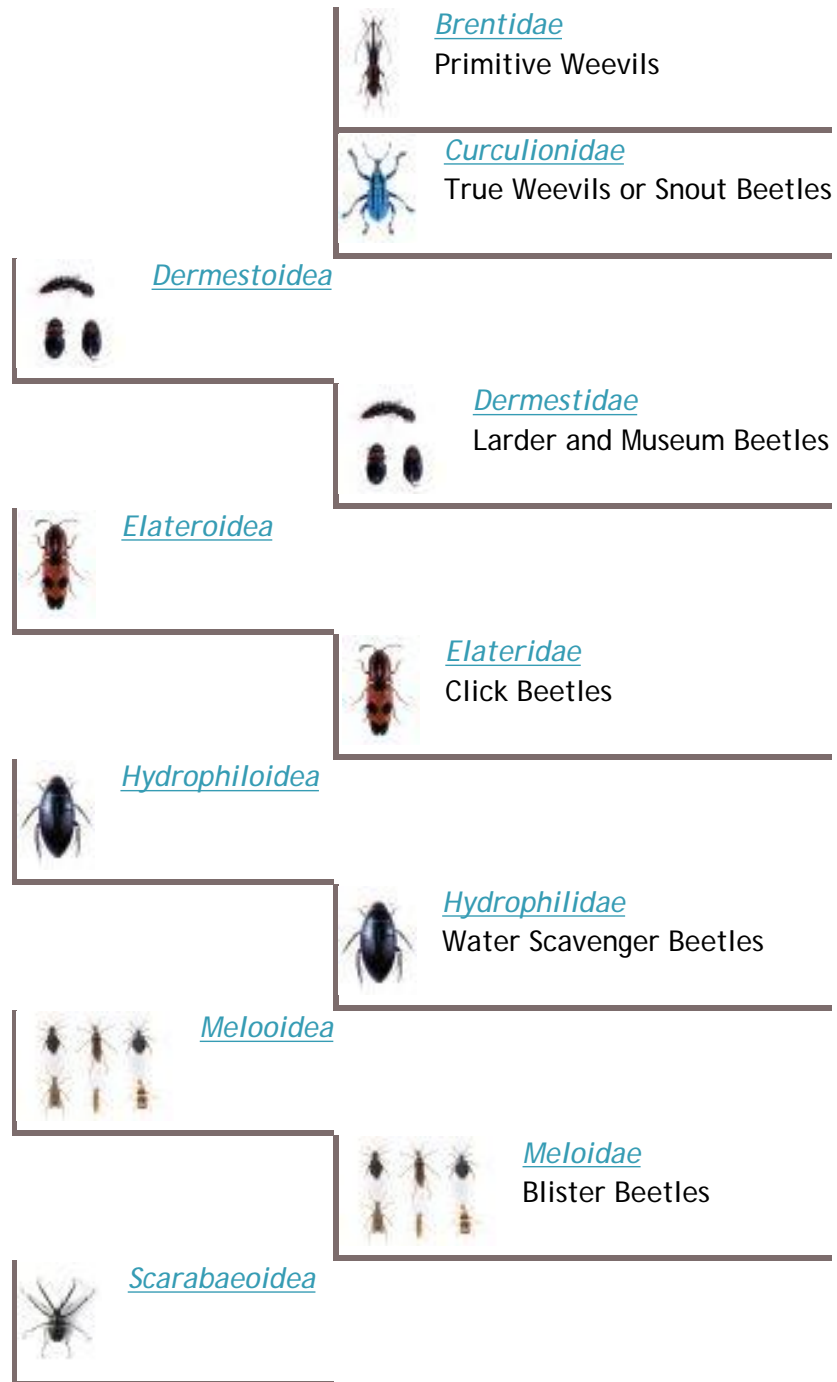 Brentidae
Primitive Weevils
Curculionidae
True Weevils or Snout Beetles
Dermestoidea
Dermestidae
Larder and Museum Beetles
Elateroidea
Elateridae
Click Beetles
Hydrophiloidea
Hydrophilidae
Water Scavenger Beetles
Melooidea
Meloidae
Blister Beetles
Scarabaeoidea